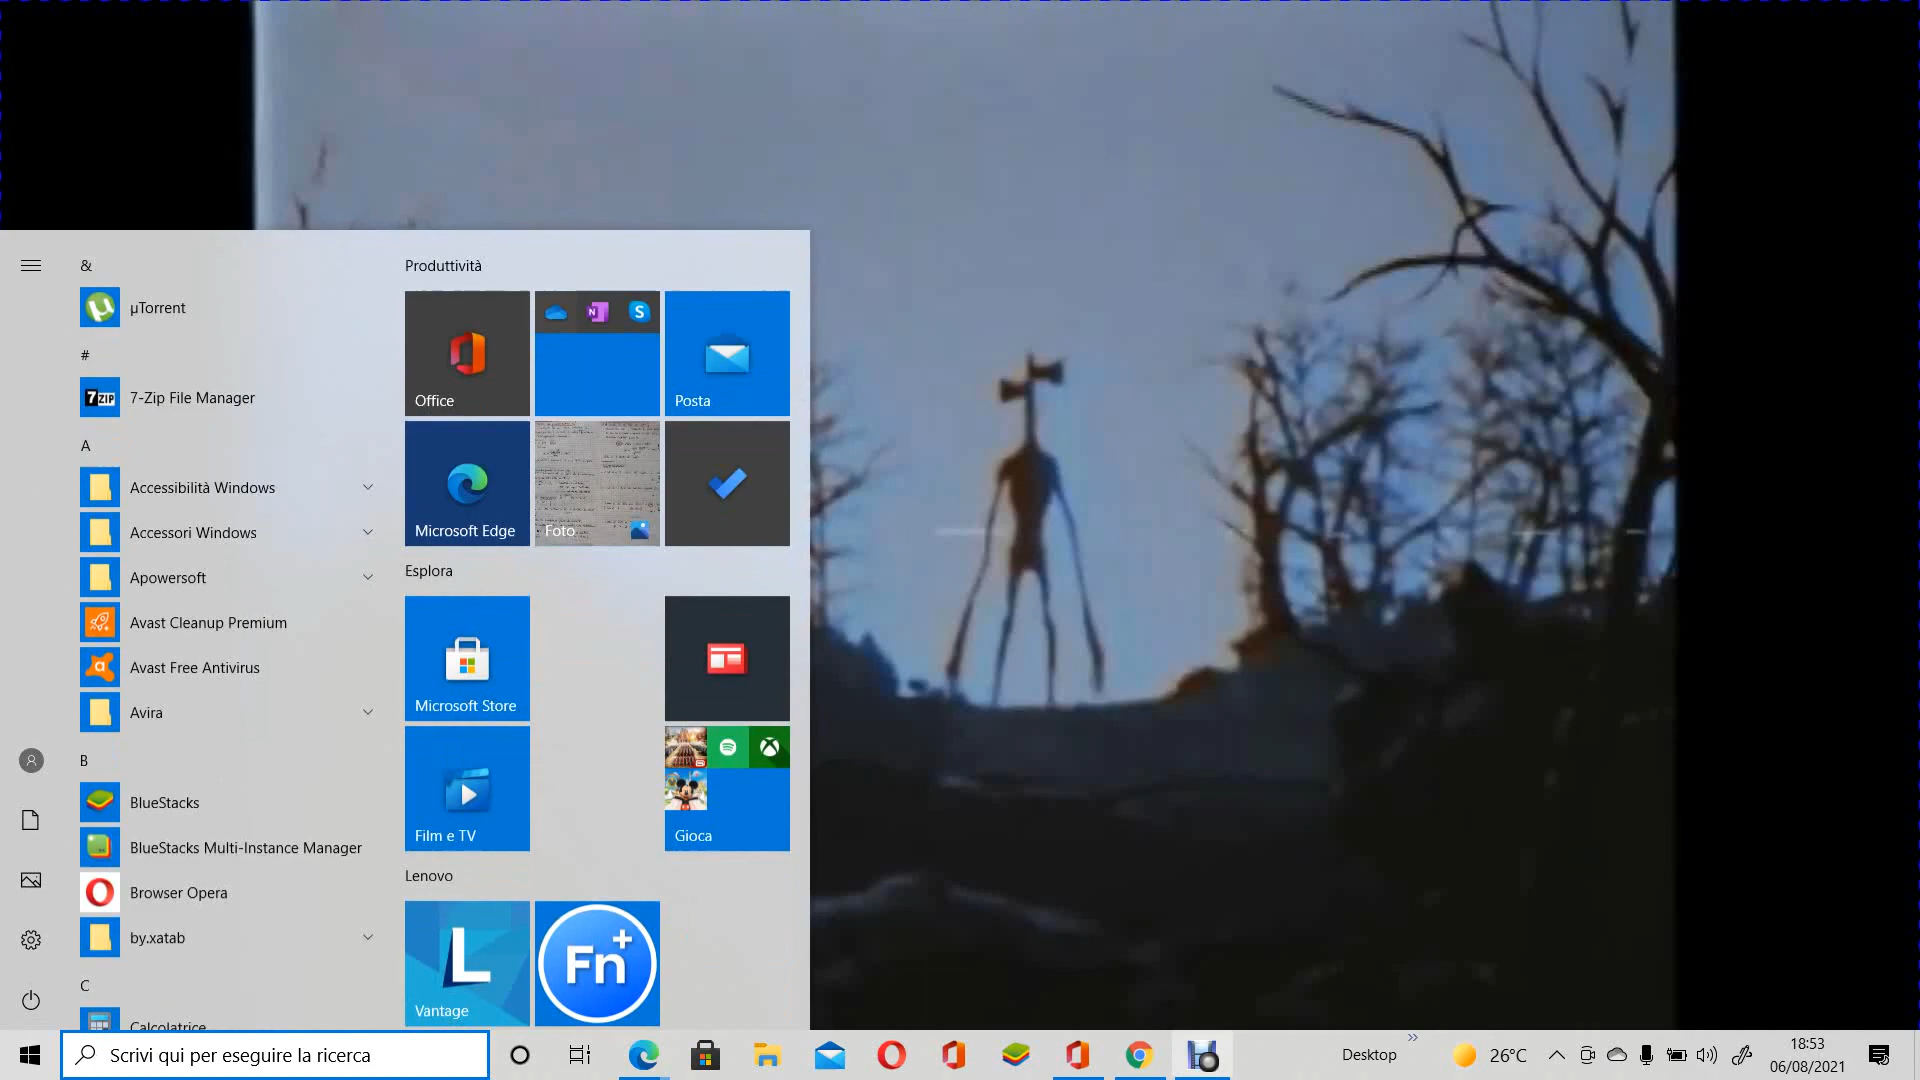 &
µTorrent
#
7-Zip File Manager
A
Accessibilità Windows
Accessori Windows
Apowersoft
Avast Cleanup Premium
Avast Free Antivirus
Avira
B
BlueStacks
BlueStacks Multi-Instance Manager
Browser Opera
by.xatab
C
Calcolatrice
Produttività
Office
Posta
Microsoft Edge
Foto
Esplora
Microsoft Store
Film e TV
Gioca
Lenovo
L
Vantage
Fn+
7ZIP
N
S
Scrivi qui per eseguire la ricerca
Desktop
26°C
18:53
06/08/2021